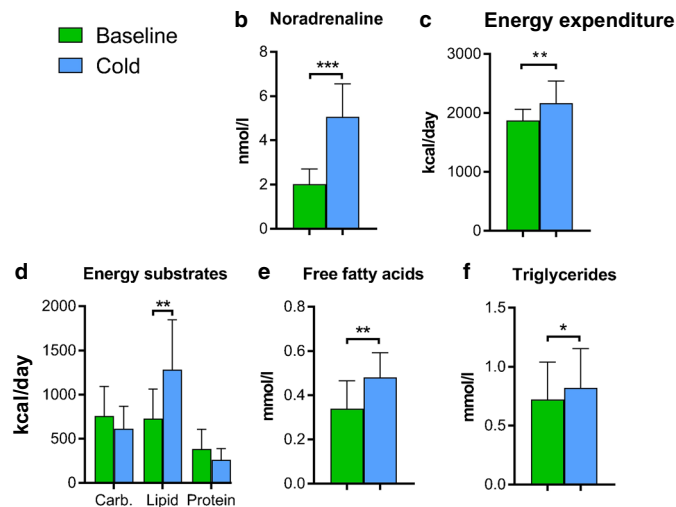 Baseline
Cold
b Noradrenaline
8
6
4
2
0
nmol/l
***
c Energy expenditure
3000
2000
1000
0
kcal/day
**
d Energy substrates
2000
1500
1000
500
0
kcal/day
**
Carb. Lipid Protein
e Free fatty acids
0.8
0.6
0.4
0.2
0.0
mmol/l
**
f Triglycerides
1.5
1.0
0.5
0.0
mmol/l
*